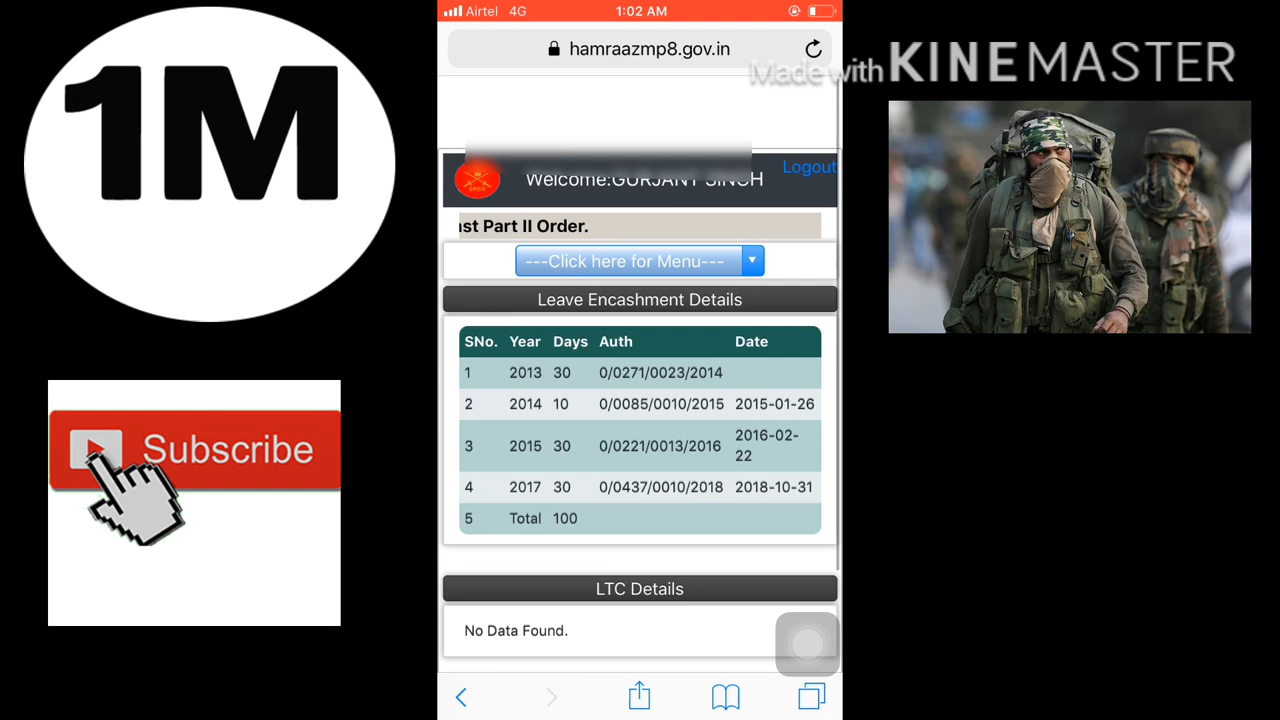 1M
Airtel 4G
1:02 AM
hamraazmp8.gov.in
Made with KINEMASTER
Logout
Welcome:GURJANT SINGH
st Part II Order.
---Click here for Menu---
Leave Encashment Details
SNo. Year Days Auth Date
1 2013 30 0/0271/0023/2014
2 2014 10 0/0085/0010/2015 2015-01-26
3 2015 30 0/0221/0013/2016 2016-02-
22
4 2017 30 0/0437/0010/2018 2018-10-31
5 Total 100
LTC Details
No Data Found.
Subscribe